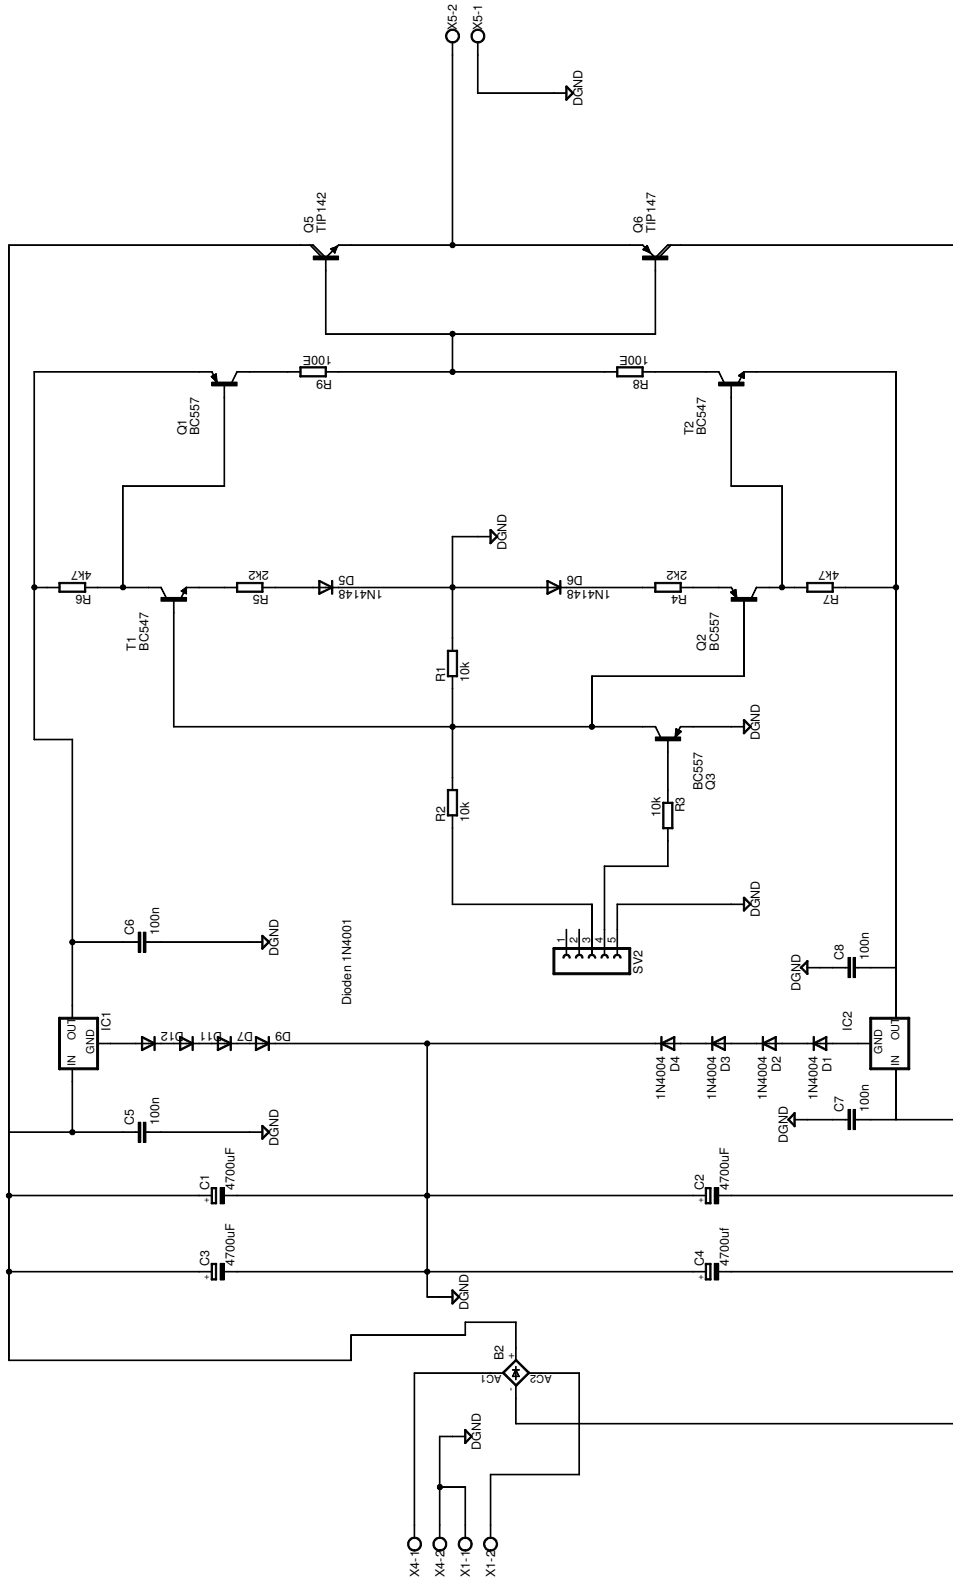 X5-2
X5-1
DGND
Q5
TIP142
Q6
TIP147
Q1
BC557
R9
100E
R8
100E
T2
BC547
R6
4k7
T1
BC547
R5
2k2
D5
1N4148
DGND
D6
1N4148
R4
2k2
Q2
BC557
R7
4k7
R1
10k
R2
10k
BC557
Q3
DGND
10k
R3
DGND
1
2
3
4
5
SV2
C6
100n
DGND
Dioden 1N4001
DGND
C8
100n
IC1
OUT
GND
IN
D12
D11
D7
D9
1N4004
D4
1N4004
D3
1N4004
D2
1N4004
D1
IC2
OUT
GND
IN
C5
100n
DGND
DGND
C7
100n
C1
+
4700uF
C2
+
4700uF
C3
+
4700uF
C4
+
4700uf
DGND
B2
+
-
AC1
AC2
DGND
X4-1
X4-2
X1-1
X1-2